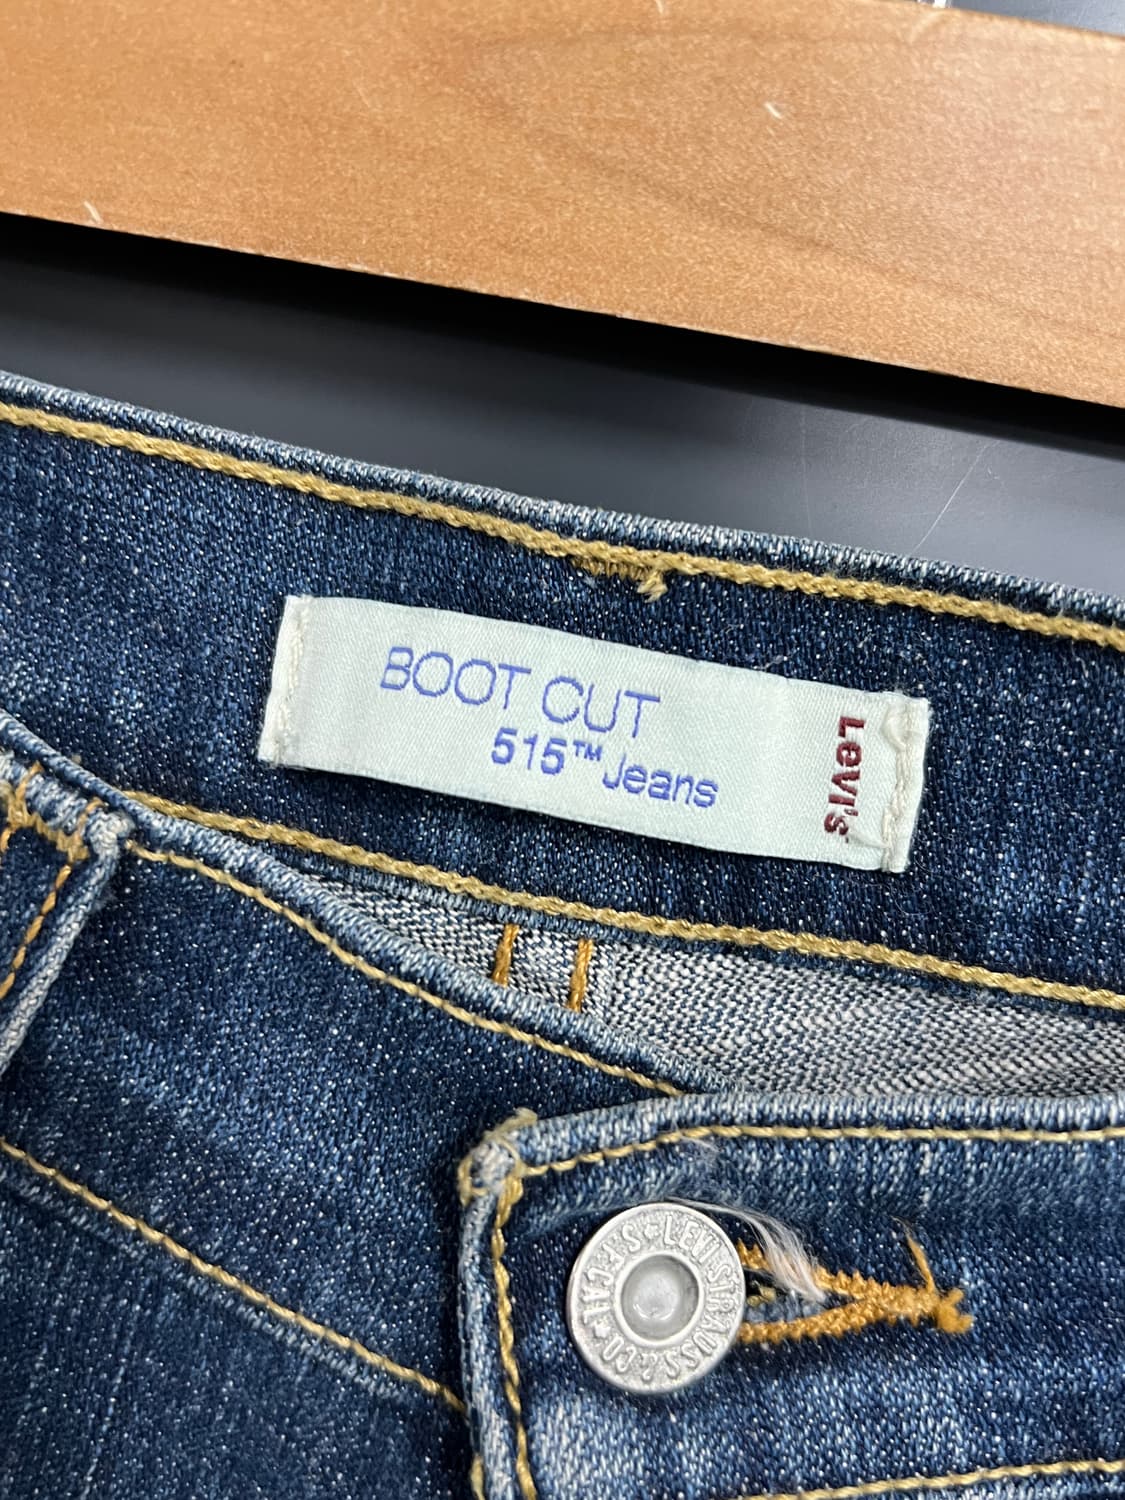 BOOT CUT
515™ Jeans
Levi's
LEVI STRAUSS & CO ★ S.F. CAL ★